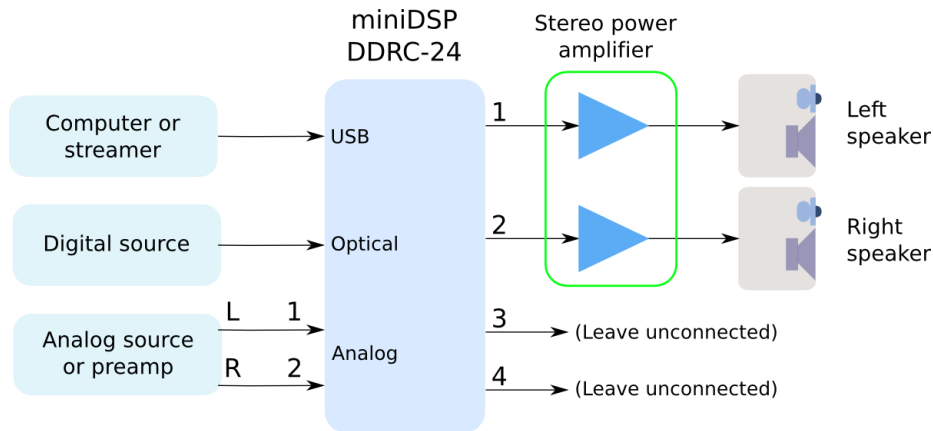 miniDSP
DDRC-24
Stereo power
amplifier
Computer or
streamer
USB
1
Left
speaker
Digital source
Optical
2
Right
speaker
Analog source
or preamp
L 1
R 2
Analog
3
(Leave unconnected)
4
(Leave unconnected)